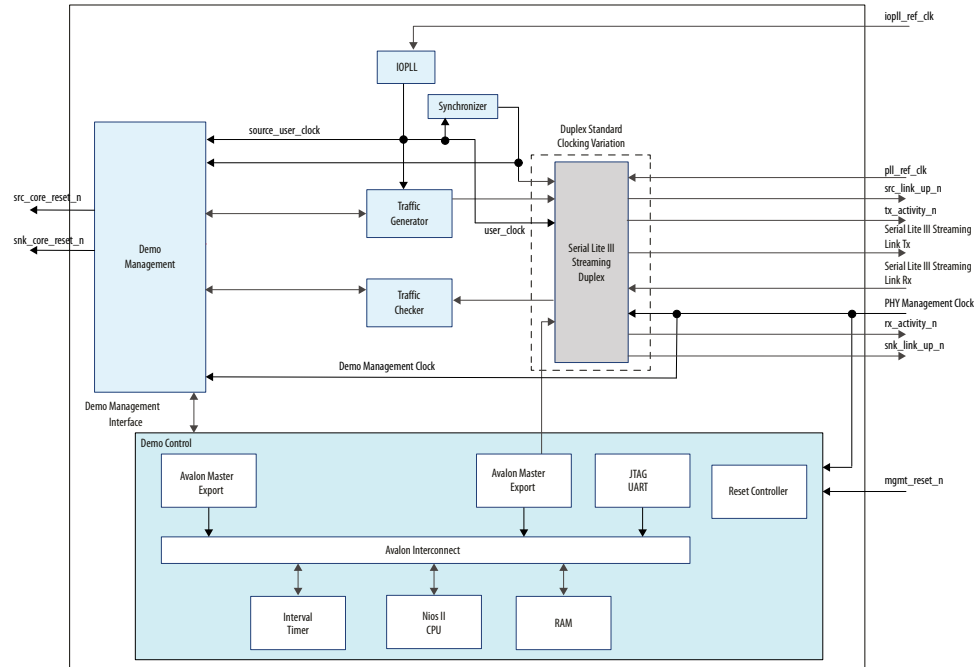 iopll_ref_clk
IOPLL
Synchronizer
source_user_clock
Duplex Standard
Clocking Variation
pll_ref_clk
src_link_up_n
src_core_reset_n
Traffic
Generator
tx_activity_n
user_clock
Serial Lite III Streaming
Link Tx
snk_core_reset_n
Demo
Management
Serial Lite III
Streaming
Duplex
Serial Lite III Streaming
Link Rx
Traffic
Checker
PHY Management Clock
rx_activity_n
snk_link_up_n
Demo Management Clock
Demo Management
Interface
Demo Control
Avalon Master
Export
Avalon Master
Export
JTAG
UART
Reset Controller
mgmt_reset_n
Avalon Interconnect
Interval
Timer
Nios II
CPU
RAM